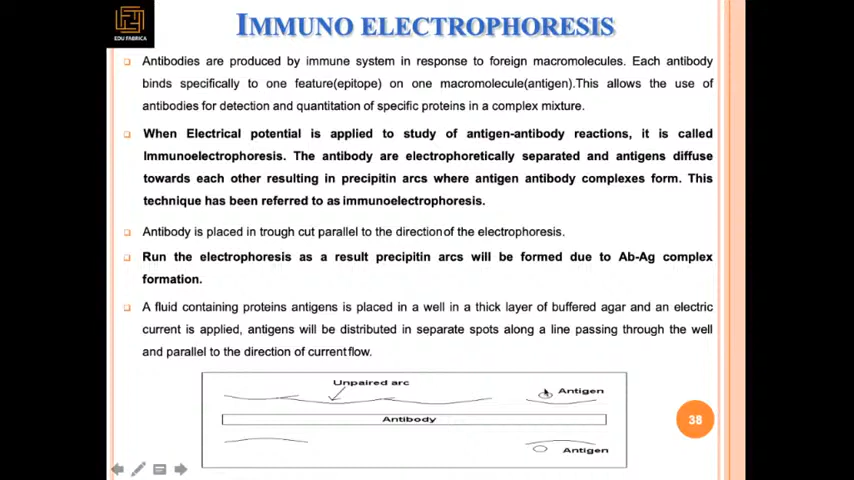 EDU FABRICA
IMMUNO ELECTROPHORESIS
Antibodies are produced by immune system in response to foreign macromolecules. Each antibody
binds specifically to one feature(epitope) on one macromolecule(antigen).This allows the use of
antibodies for detection and quantitation of specific proteins in a complex mixture.
When Electrical potential is applied to study of antigen-antibody reactions, it is called
Immunoelectrophoresis. The antibody are electrophoretically separated and antigens diffuse
towards each other resulting in precipitin arcs where antigen antibody complexes form. This
technique has been referred to as immunoelectrophoresis.
Antibody is placed in trough cut parallel to the direction of the electrophoresis.
Run the electrophoresis as a result precipitin arcs will be formed due to Ab-Ag complex
formation.
A fluid containing proteins antigens is placed in a well in a thick layer of buffered agar and an electric
current is applied, antigens will be distributed in separate spots along a line passing through the well
and parallel to the direction of current flow.
Unpaired arc
Antigen
Antibody
38
Antigen